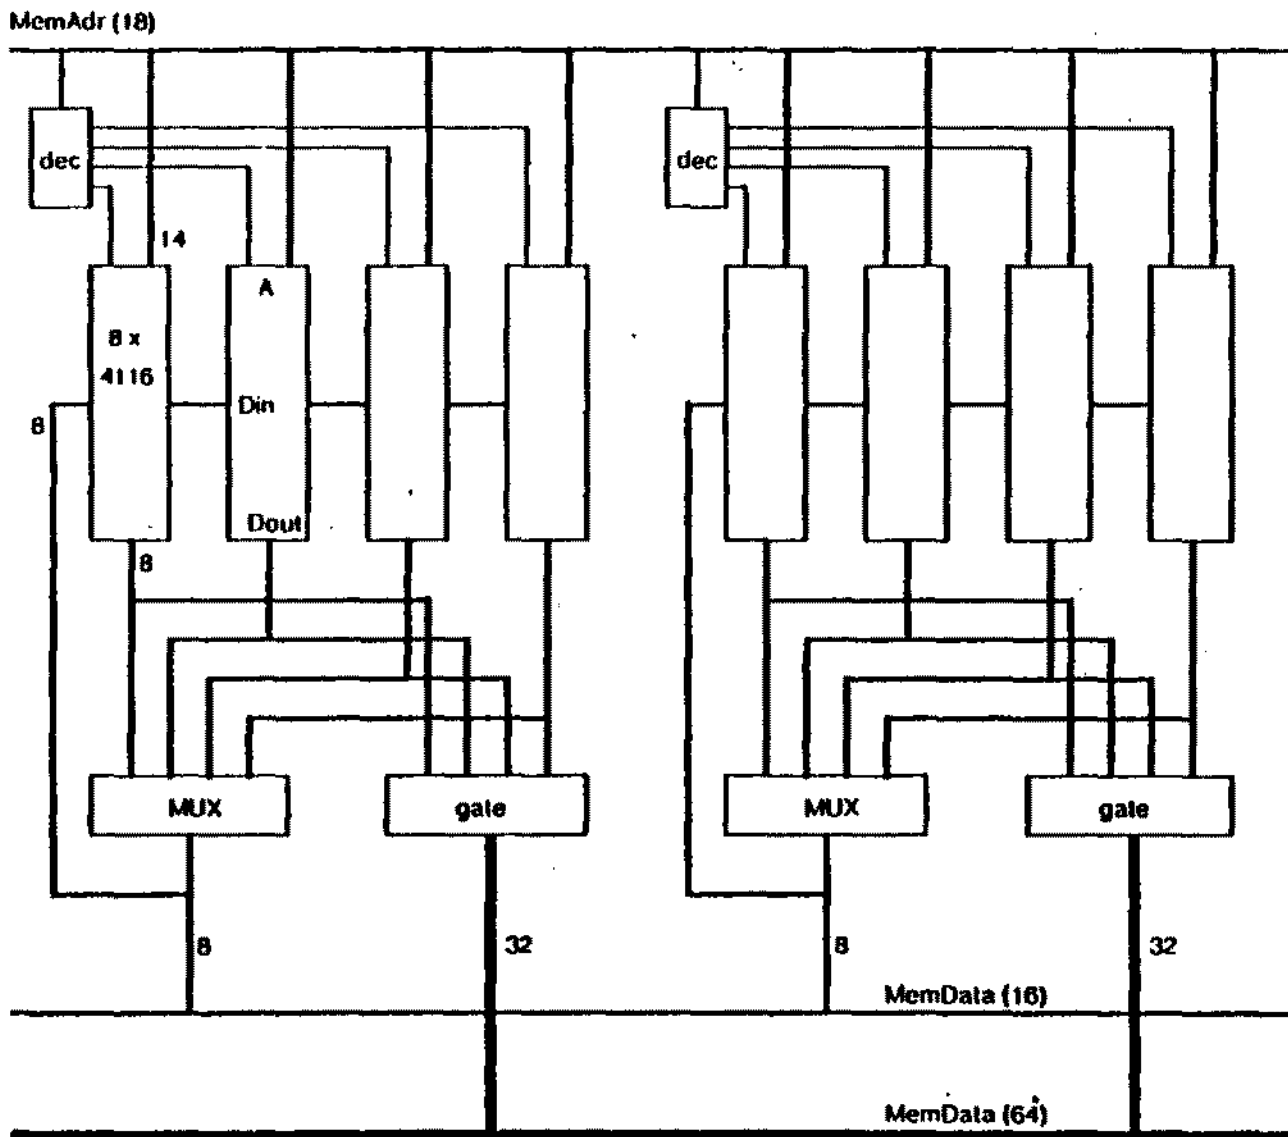 MemAdr (18)
dec
dec
14
A
8 x
4116
Din
8
Dout
8
MUX
gate
MUX
gate
8
32
8
32
MemData (16)
MemData (64)